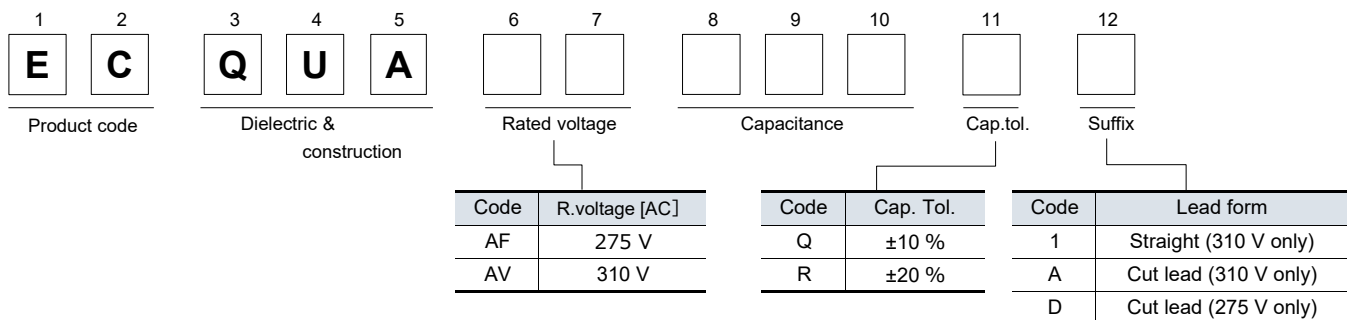 1 2 3 4 5 6 7 8 9 10 11 12
E C Q U A
Product code Dielectric & Rated voltage Capacitance Cap.tol. Suffix
construction
Code R.voltage [AC]
AF 275 V
AV 310 V
Code Cap. Tol.
Q ±10 %
R ±20 %
Code Lead form
1 Straight (310 V only)
A Cut lead (310 V only)
D Cut lead (275 V only)